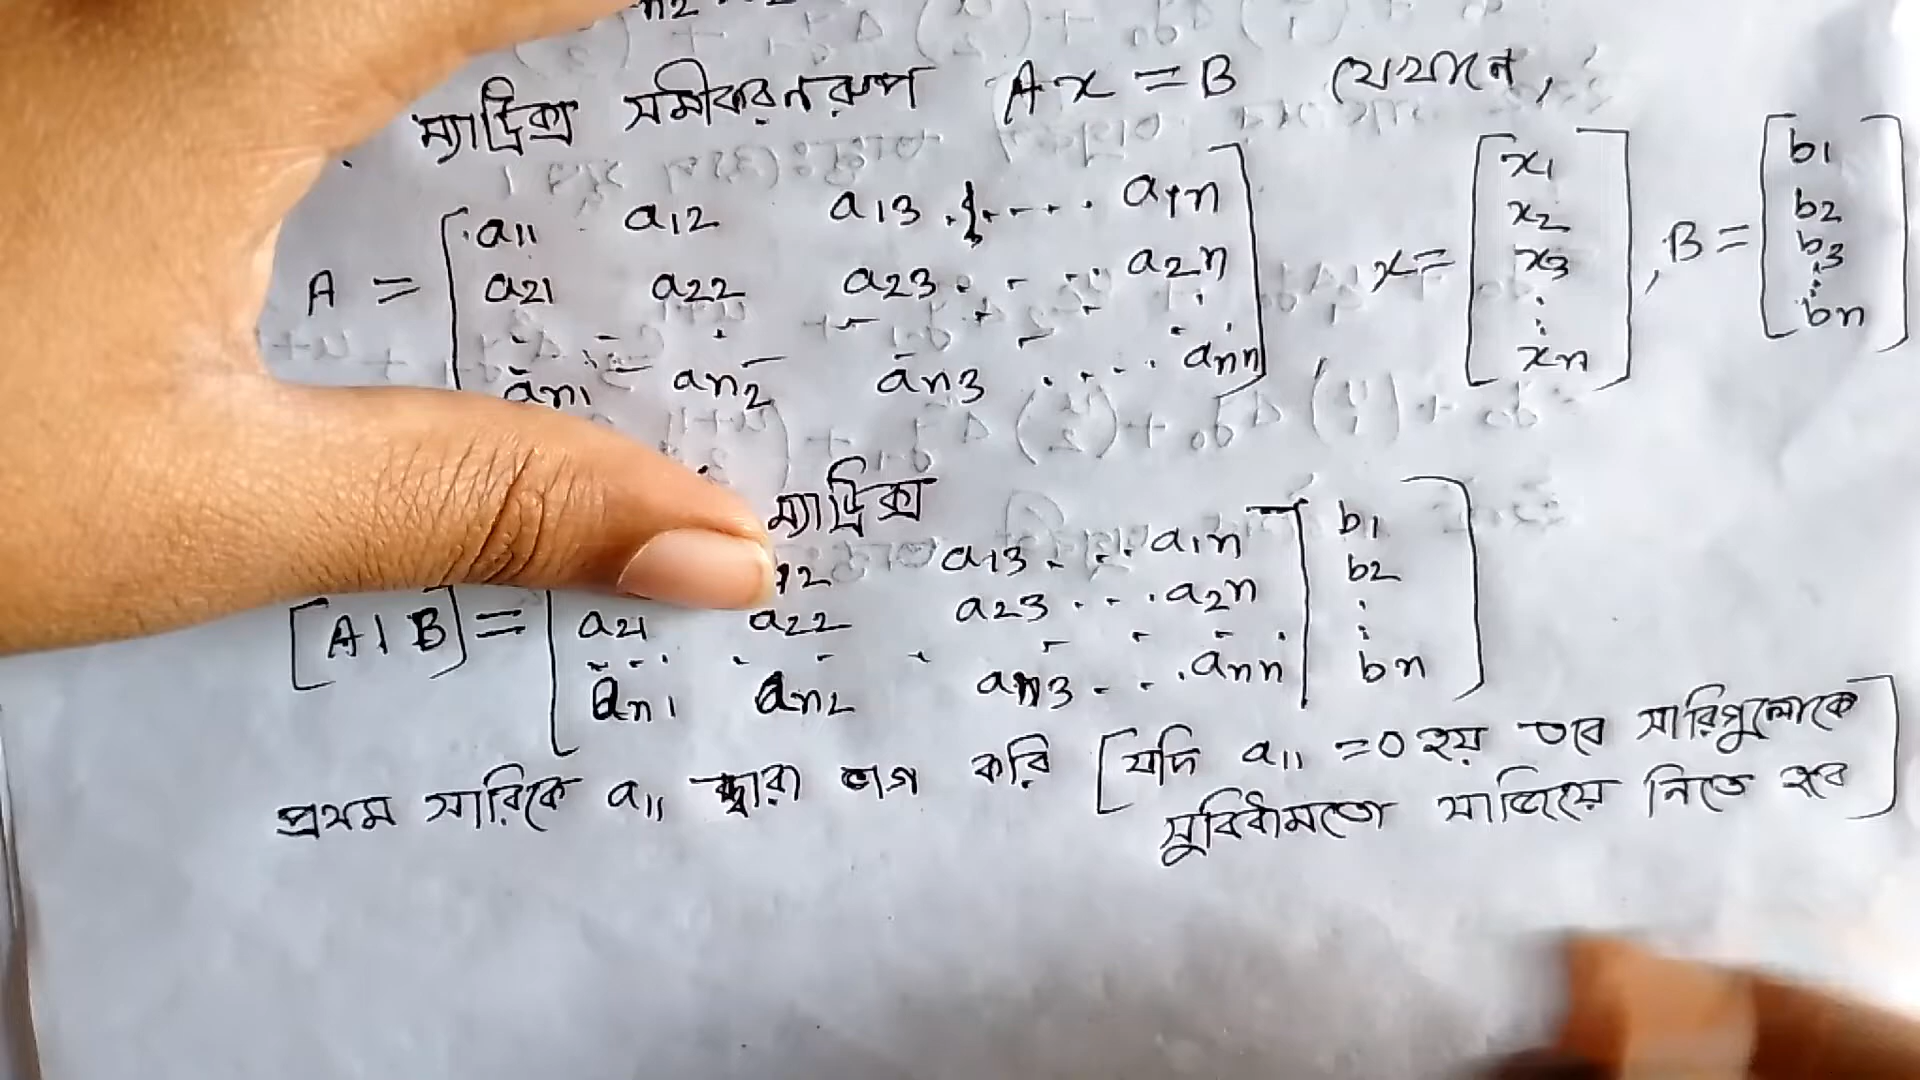 ম্যাট্রিক্স সমীকরণরূপ Ax = B যেখানে,
A = [a11 a12 a13 ..... a1n
a21 a22 a23 . - - . a2n
an1 an2 an3 ..... ann]
x = [x1 x2 x3 : xn], B = [b1 b2 b3 : bn]
ম্যাট্রিক্স
[A|B] = [12 a13 ... a1n | b1
a21 a22 a23 ... a2n | b2
an1 an2 an3 ... ann | bn]
প্রথম সারিকে a11 দ্বারা ভাগ করি [যদি a11 = 0 হয় তবে সারিগুলোকে
সুবিধামতো সাজিয়ে নিতে হবে]